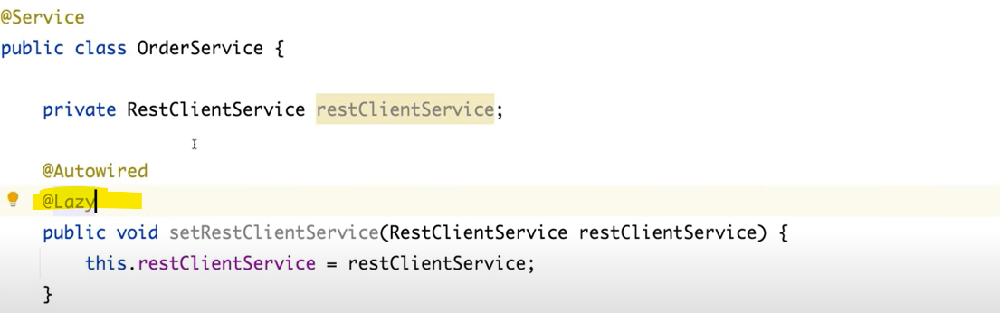 @Service
public class OrderService {
private RestClientService restClientService;
@Autowired
@Lazy
public void setRestClientService(RestClientService restClientService) {
this.restClientService = restClientService;
}